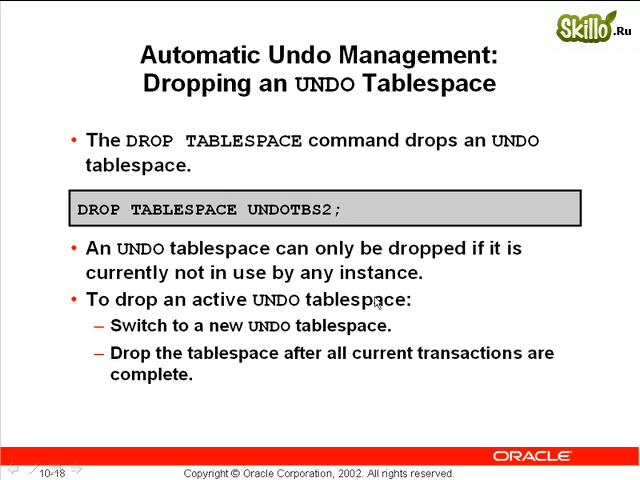 Skillo.Ru
Automatic Undo Management:
Dropping an UNDO Tablespace
• The DROP TABLESPACE command drops an UNDO
tablespace.
DROP TABLESPACE UNDOTBS2;
• An UNDO tablespace can only be dropped if it is
currently not in use by any instance.
• To drop an active UNDO tablespace:
– Switch to a new UNDO tablespace.
– Drop the tablespace after all current transactions are
complete.
ORACLE
10-18 Copyright © Oracle Corporation, 2002. All rights reserved.